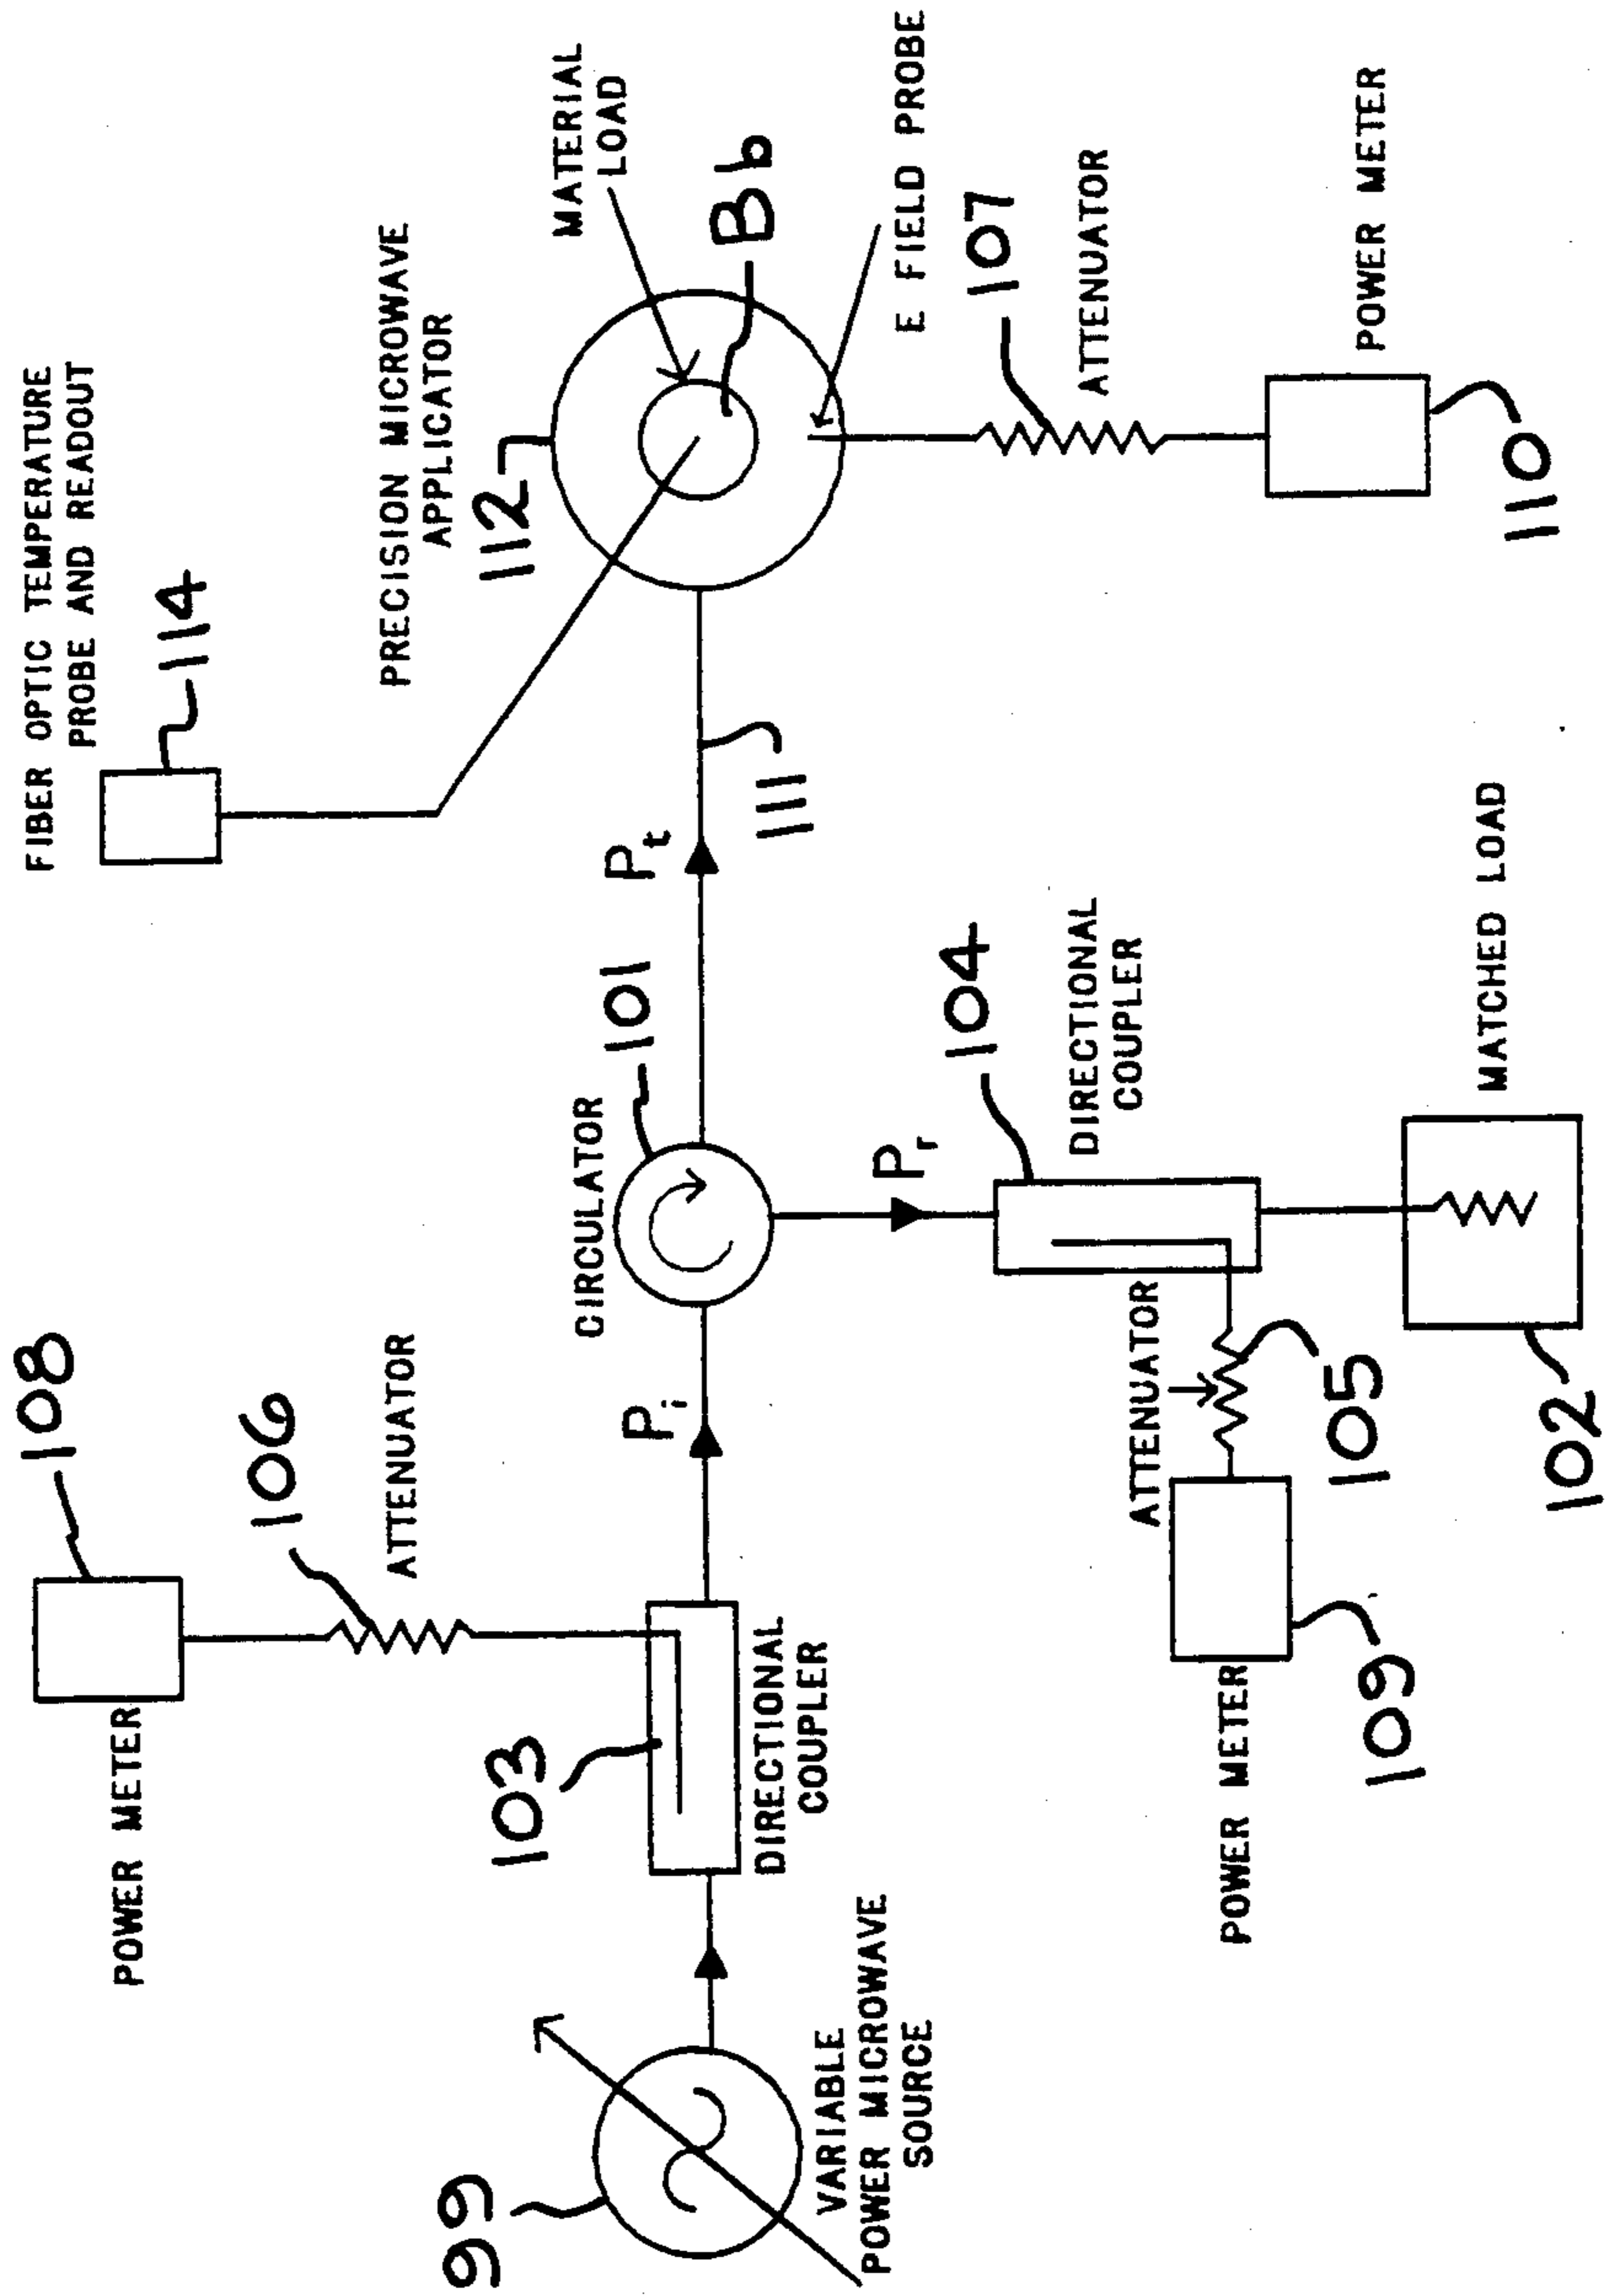 FIBER OPTIC TEMPERATURE
PROBE AND READOUT
114
POWER METER
108
106
ATTENUATOR
PRECISION MICROWAVE
APPLICATOR
112
MATERIAL
LOAD
Bb
E FIELD PROBE
107
ATTENUATOR
POWER METER
110
99
VARIABLE
POWER MICROWAVE
SOURCE
103
DIRECTIONAL
COUPLER
Pi
CIRCULATOR
101
Pt
111
Pr
104
DIRECTIONAL
COUPLER
ATTENUATOR
105
POWER METER
109
MATCHED LOAD
102